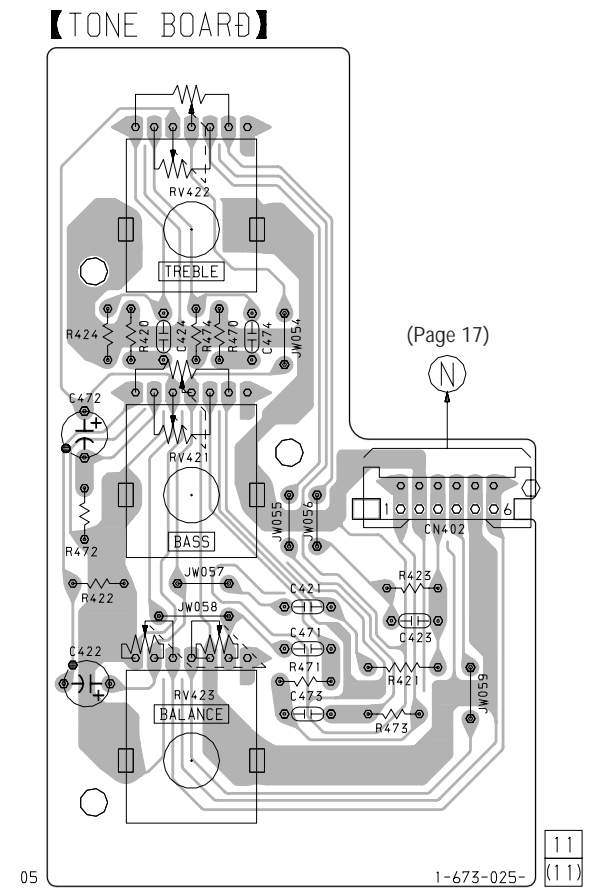 【TONE BOARD】
RV422
TREBLE
R424
R420
C424
R474
R470
C474
JW054
(Page 17)
N
C472
RV421
1
6
CN402
JW055
JW056
R472
BASS
JW057
R422
C421
R423
JW058
C471
C423
C422
R471
R421
RV423
C473
JW059
BALANCE
R473
11
05
1-673-025-
(11)